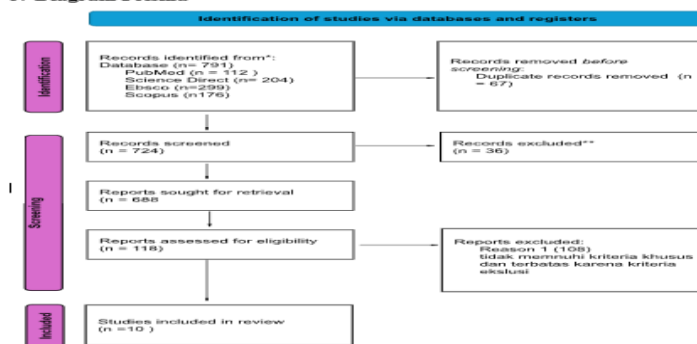 Identification of studies via databases and registers
Identification
Records identified from*:
Database (n= 791)
PubMed (n = 112 )
Science Direct (n= 204)
Ebsco (n=299)
Scopus (n176)
Records removed before
screening:
Duplicate records removed (n
= 67)
Screening
Records screened
(n = 724)
Records excluded**
(n = 36)
Reports sought for retrieval
(n = 688
Reports assessed for eligibility
(n = 118)
Reports excluded:
Reason 1 (108)
tidak memnuhi kriteria khusus
dan terbatas karena kriteria
ekslusi
Included
Studies included in review
(n =10 )